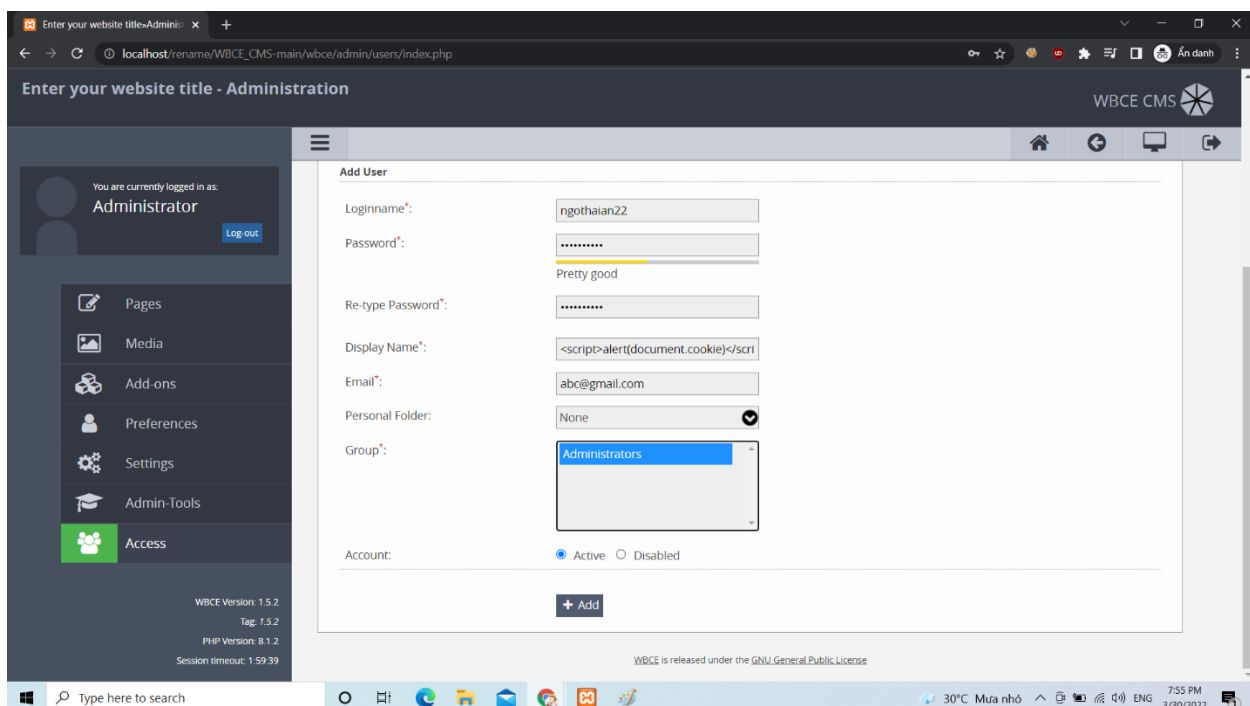 Enter your website title»Adminis
localhost/rename/WBCE_CMS-main/wbce/admin/users/index.php
Ẩn danh
Enter your website title - Administration
WBCE CMS
You are currently logged in as:
Administrator
Log-out
Add User
Loginname*:
ngothaian22
Password*:
••••••••••
Pretty good
Re-type Password*:
••••••••••
Display Name*:
<script>alert(document.cookie)</scri
Email*:
abc@gmail.com
Personal Folder:
None
Group*:
Administrators
Account:
Active
Disabled
+ Add
Pages
Media
Add-ons
Preferences
Settings
Admin-Tools
Access
WBCE Version: 1.5.2
Tag: 1.5.2
PHP Version: 8.1.2
Session timeout: 1:59:39
WBCE is released under the GNU General Public License
Type here to search
30°C Mưa nhỏ
ENG
7:55 PM
3/30/2022